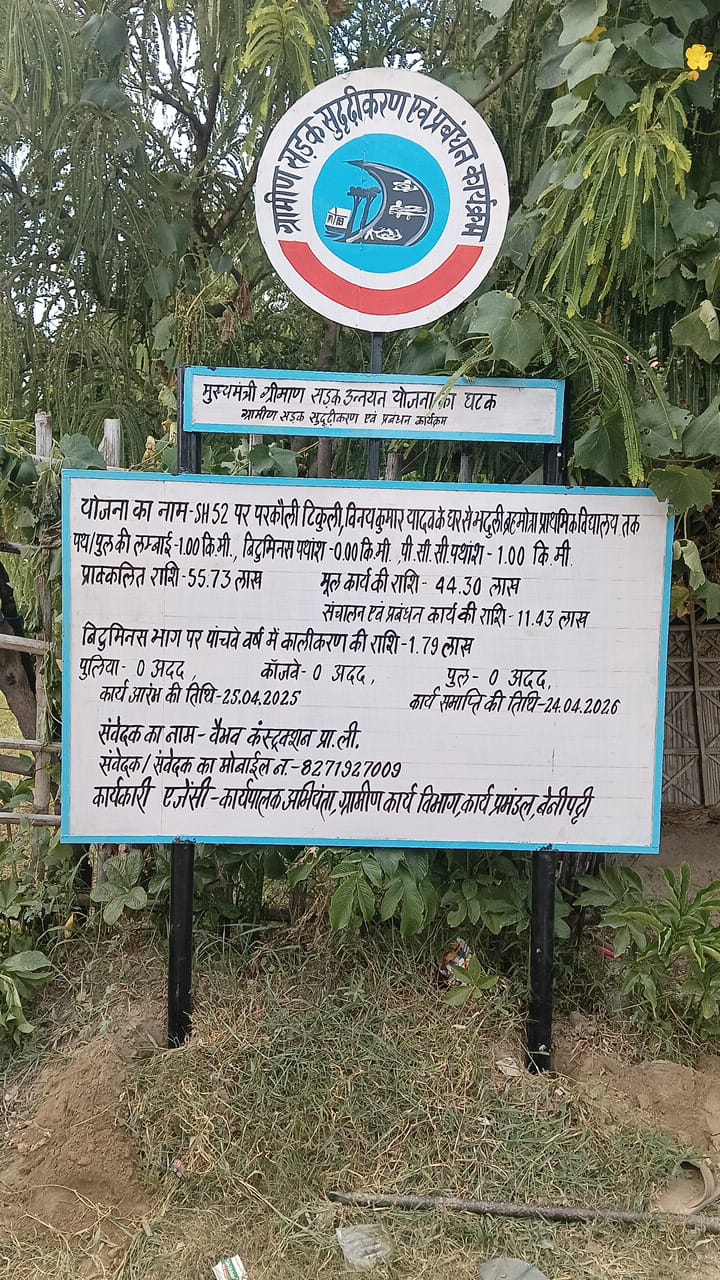 ग्रामीण सड़क सुदृढीकरण एवं प्रबंधन कार्यक्रम
मुख्यमंत्री ग्रीमाण सड़क उन्नयन योजना का घटक
ग्रामीण सड़क सुदृढीकरण एवं प्रबंधन कार्यक्रम
योजना का नाम-SH52 पर परकौली टिकुली, विनय कुमार यादव के घर से भदुली ब्रहमोत्रा प्राथमिक विद्यालय तक
पथ/पुल की लम्बाई-1.00 कि.मी., बिटुमिनस पथांश -0.00 कि.मी. ,पी.सी.सी पथांश- 1.00 कि.मी.
प्राक्कलित राशि-55.73 लाख मूल कार्य की राशि- 44.30 लाख
संचालन एवं प्रबंधन कार्य की राशि-11.43 लाख
बिटुमिनस भाग पर पांचवे वर्ष में कालीकरण की राशि-1.79 लाख
पुलिया- 0 अदद, कॉजवे- 0 अदद, पुल- 0 अदद,
कार्य आरंभ की तिथि-25.04.2025 कार्य समाप्ति की तिथि-24.04.2026
संवेदक का नाम- वैभव कंस्ट्रक्शन प्रा.ली.
संवेदक/ संवेदक का मोबाईल न.-8271927009
कार्यकारी एजेंसी-कार्यपालक अभियंता, ग्रामीण कार्य विभाग, कार्य प्रमंडल, बेनीपट्टी